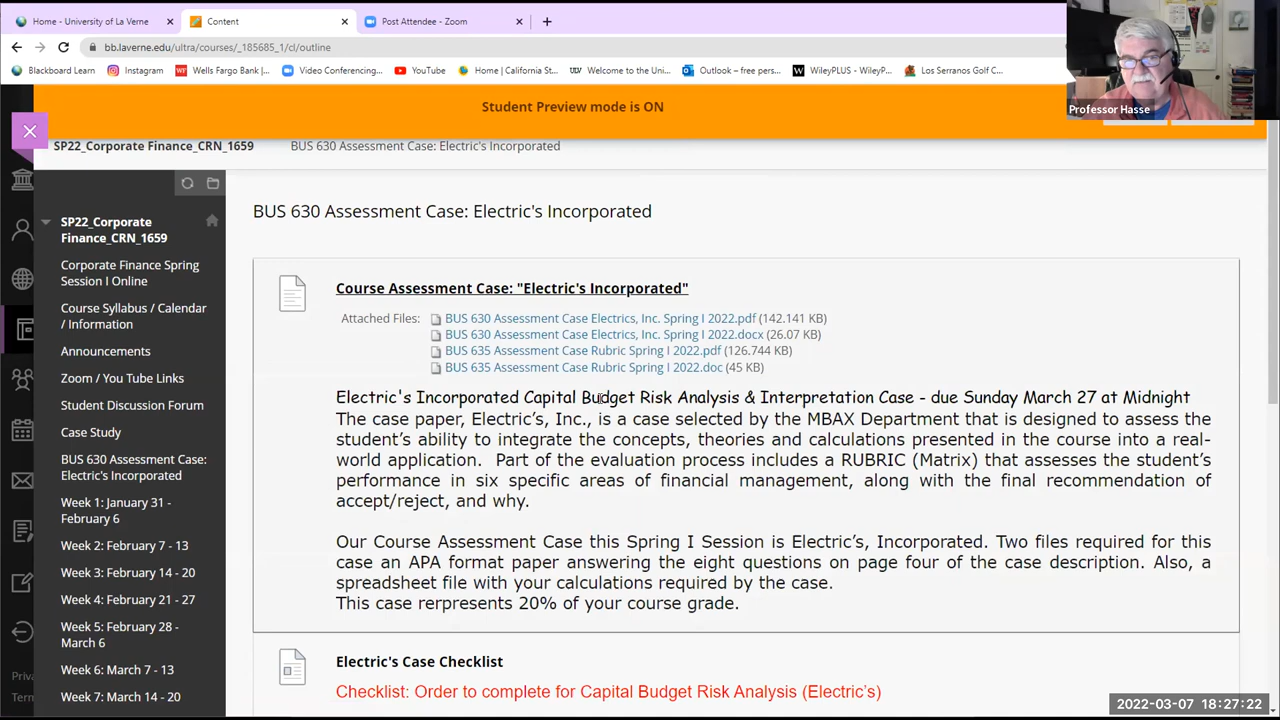 Home - University of La Verne
Content
Post Attendee - Zoom
bb.laverne.edu/ultra/courses/_185685_1/cl/outline
Blackboard Learn
Instagram
Wells Fargo Bank |...
Video Conferencing...
YouTube
Home | California St...
Welcome to the Uni...
Outlook – free pers...
WileyPLUS - WileyP...
Los Serranos Golf C...
Professor Hasse
Student Preview mode is ON
SP22_Corporate Finance_CRN_1659
BUS 630 Assessment Case: Electric's Incorporated
SP22_Corporate
Finance_CRN_1659
Corporate Finance Spring
Session I Online
Course Syllabus / Calendar
/ Information
Announcements
Zoom / You Tube Links
Student Discussion Forum
Case Study
BUS 630 Assessment Case:
Electric's Incorporated
Week 1: January 31 -
February 6
Week 2: February 7 - 13
Week 3: February 14 - 20
Week 4: February 21 - 27
Week 5: February 28 -
March 6
Week 6: March 7 - 13
Week 7: March 14 - 20
Priva
Term
BUS 630 Assessment Case: Electric's Incorporated
Course Assessment Case: "Electric's Incorporated"
Attached Files:
BUS 630 Assessment Case Electrics, Inc. Spring I 2022.pdf (142.141 KB)
BUS 630 Assessment Case Electrics, Inc. Spring I 2022.docx (26.07 KB)
BUS 635 Assessment Case Rubric Spring I 2022.pdf (126.744 KB)
BUS 635 Assessment Case Rubric Spring I 2022.doc (45 KB)
Electric's Incorporated Capital Budget Risk Analysis & Interpretation Case - due Sunday March 27 at Midnight
The case paper, Electric’s, Inc., is a case selected by the MBAX Department that is designed to assess the
student’s ability to integrate the concepts, theories and calculations presented in the course into a real-
world application. Part of the evaluation process includes a RUBRIC (Matrix) that assesses the student’s
performance in six specific areas of financial management, along with the final recommendation of
accept/reject, and why.
Our Course Assessment Case this Spring I Session is Electric’s, Incorporated. Two files required for this
case an APA format paper answering the eight questions on page four of the case description. Also, a
spreadsheet file with your calculations required by the case.
This case rerpresents 20% of your course grade.
Electric's Case Checklist
Checklist: Order to complete for Capital Budget Risk Analysis (Electric’s)
2022-03-07 18:27:22